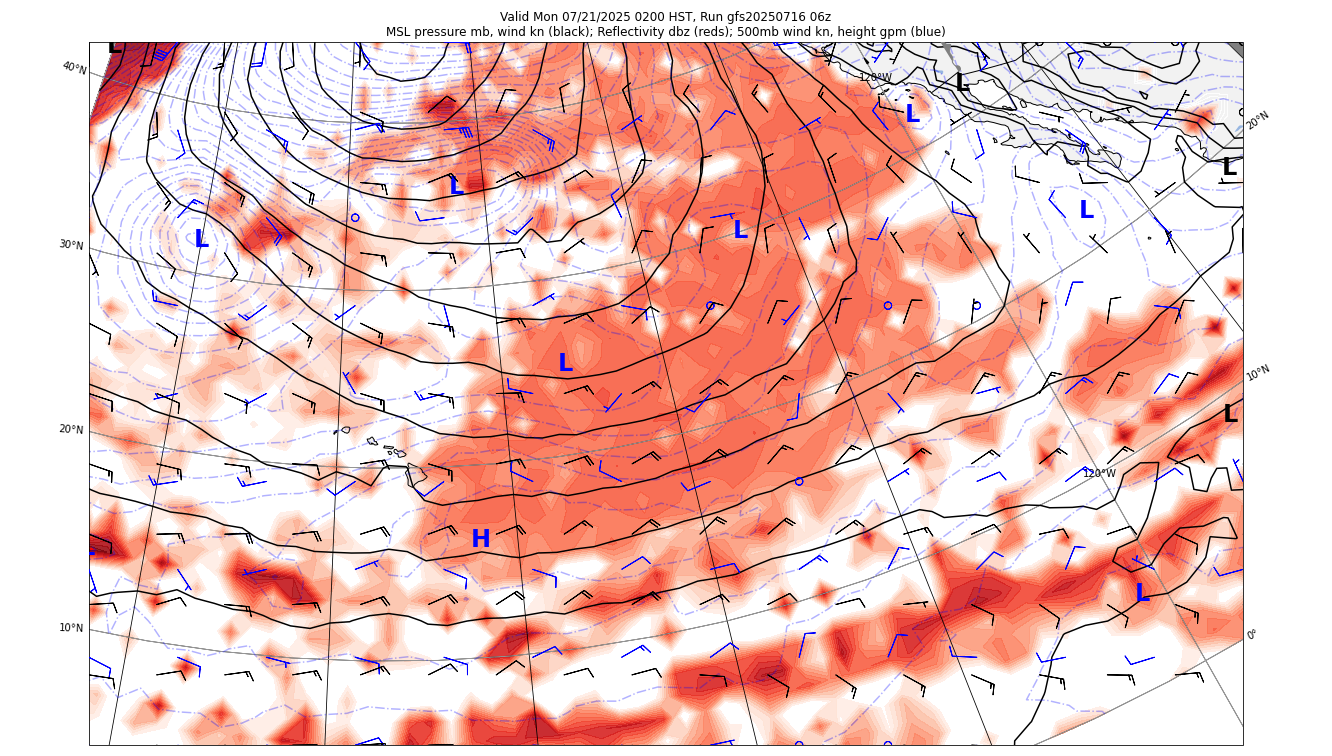 Valid Mon 07/21/2025 0200 HST, Run gfs20250716 06z
MSL pressure mb, wind kn (black); Reflectivity dbz (reds); 500mb wind kn, height gpm (blue)
L
40°N
120°W
L
L
20°N
L
L
L
L
L
30°N
L
L
10°N
L
20°N
120°W
H
L
L
10°N
0°